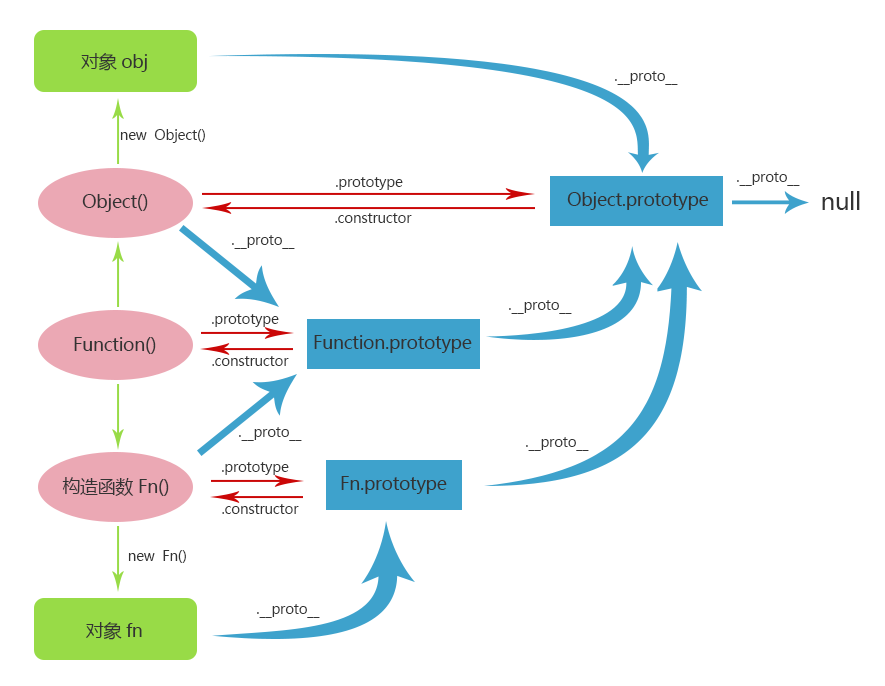 对象 obj
.__proto__
new Object()
Object()
.prototype
.constructor
Object.prototype
.__proto__
null
.__proto__
Function()
.prototype
.constructor
Function.prototype
.__proto__
.__proto__
构造函数 Fn()
.prototype
.constructor
Fn.prototype
.__proto__
new Fn()
对象 fn
.__proto__